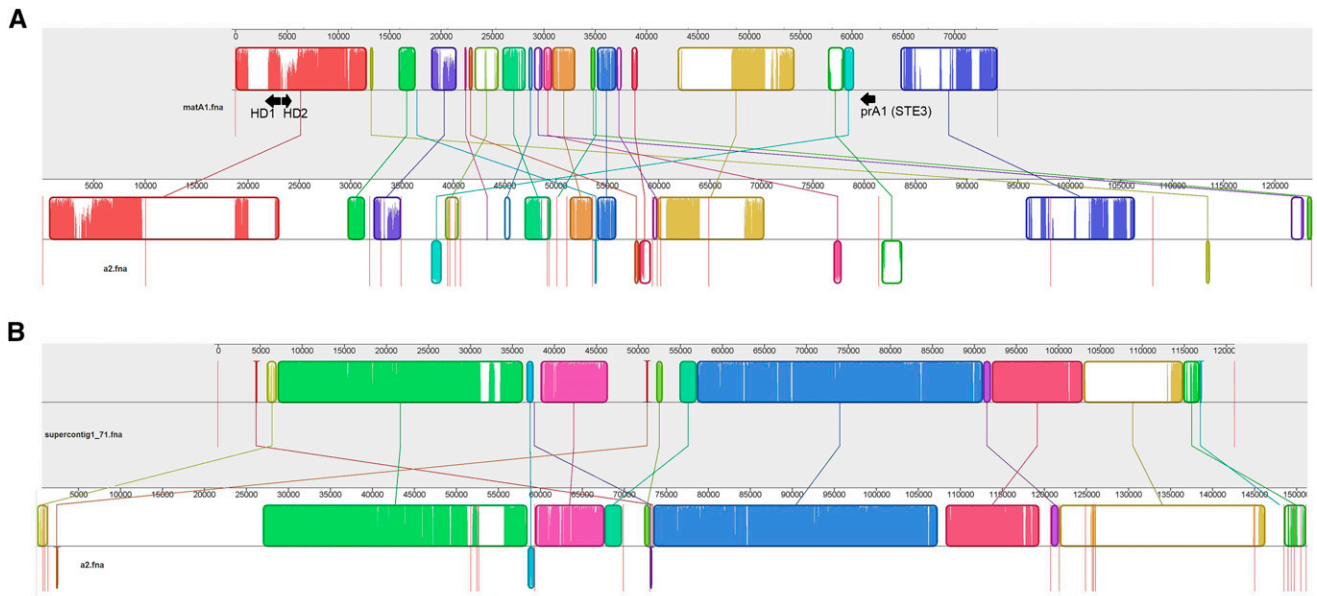 A
0 5000 10000 15000 20000 25000 30000 35000 40000 45000 50000 55000 60000 65000 70000
matA1.fna
HD1 HD2 prA1 (STE3)
5000 10000 15000 20000 25000 30000 35000 40000 45000 50000 55000 60000 65000 70000 75000 80000 85000 90000 95000 100000 105000 110000 115000 120000
a2.fna
B
0 5000 10000 15000 20000 25000 30000 35000 40000 45000 50000 55000 60000 65000 70000 75000 80000 85000 90000 95000 100000 105000 110000 115000 12000
supercontig1_71.fna
5000 10000 15000 20000 25000 30000 35000 40000 45000 50000 55000 60000 65000 70000 75000 80000 85000 90000 95000 100000 105000 110000 115000 120000 125000 130000 135000 140000 145000 150000
a2.fna